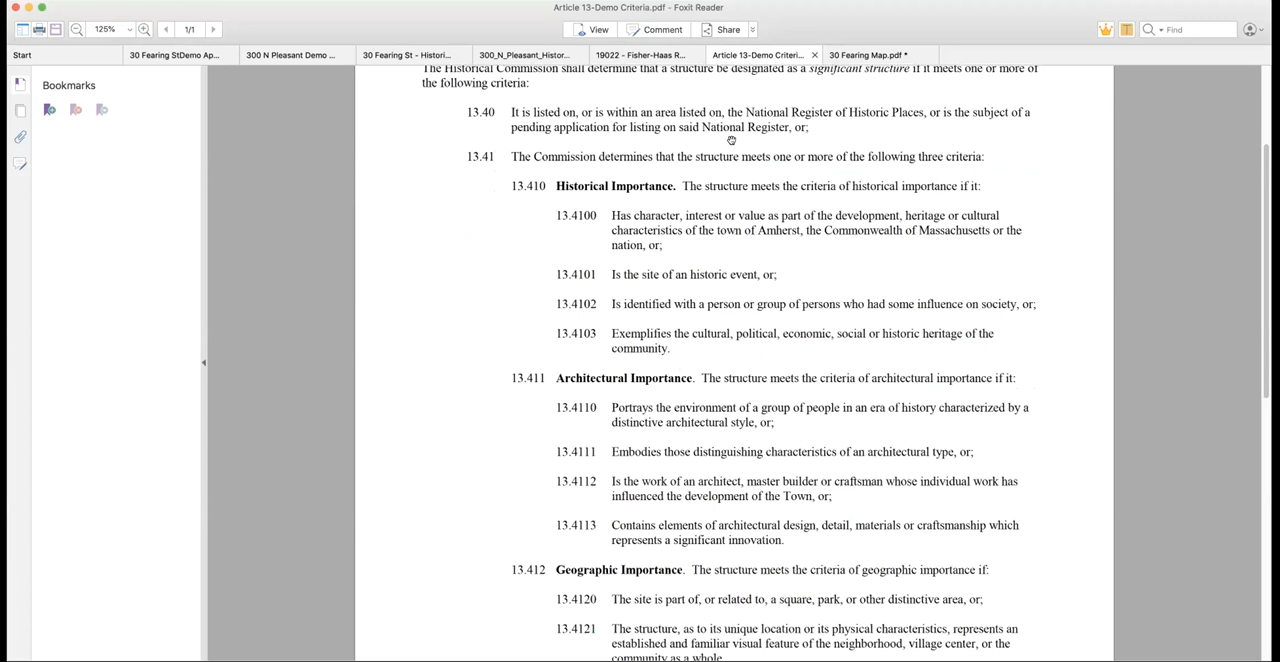 Article 13-Demo Criteria.pdf - Foxit Reader
125%
1/1
View
Comment
Share
Find
Start
30 Fearing StDemo Ap...
300 N Pleasant Demo ...
30 Fearing St - Histori...
300_N_Pleasant_Histor...
19022 - Fisher-Haas R...
Article 13-Demo Criteri...
30 Fearing Map.pdf *
Bookmarks
The Historical Commission shall determine that a structure be designated as a significant structure if it meets one or more of
the following criteria:
13.40 It is listed on, or is within an area listed on, the National Register of Historic Places, or is the subject of a
pending application for listing on said National Register, or;
13.41 The Commission determines that the structure meets one or more of the following three criteria:
13.410 Historical Importance. The structure meets the criteria of historical importance if it:
13.4100 Has character, interest or value as part of the development, heritage or cultural
characteristics of the town of Amherst, the Commonwealth of Massachusetts or the
nation, or;
13.4101 Is the site of an historic event, or;
13.4102 Is identified with a person or group of persons who had some influence on society, or;
13.4103 Exemplifies the cultural, political, economic, social or historic heritage of the
community.
13.411 Architectural Importance. The structure meets the criteria of architectural importance if it:
13.4110 Portrays the environment of a group of people in an era of history characterized by a
distinctive architectural style, or;
13.4111 Embodies those distinguishing characteristics of an architectural type, or;
13.4112 Is the work of an architect, master builder or craftsman whose individual work has
influenced the development of the Town, or;
13.4113 Contains elements of architectural design, detail, materials or craftsmanship which
represents a significant innovation.
13.412 Geographic Importance. The structure meets the criteria of geographic importance if:
13.4120 The site is part of, or related to, a square, park, or other distinctive area, or;
13.4121 The structure, as to its unique location or its physical characteristics, represents an
established and familiar visual feature of the neighborhood, village center, or the
community as a whole.